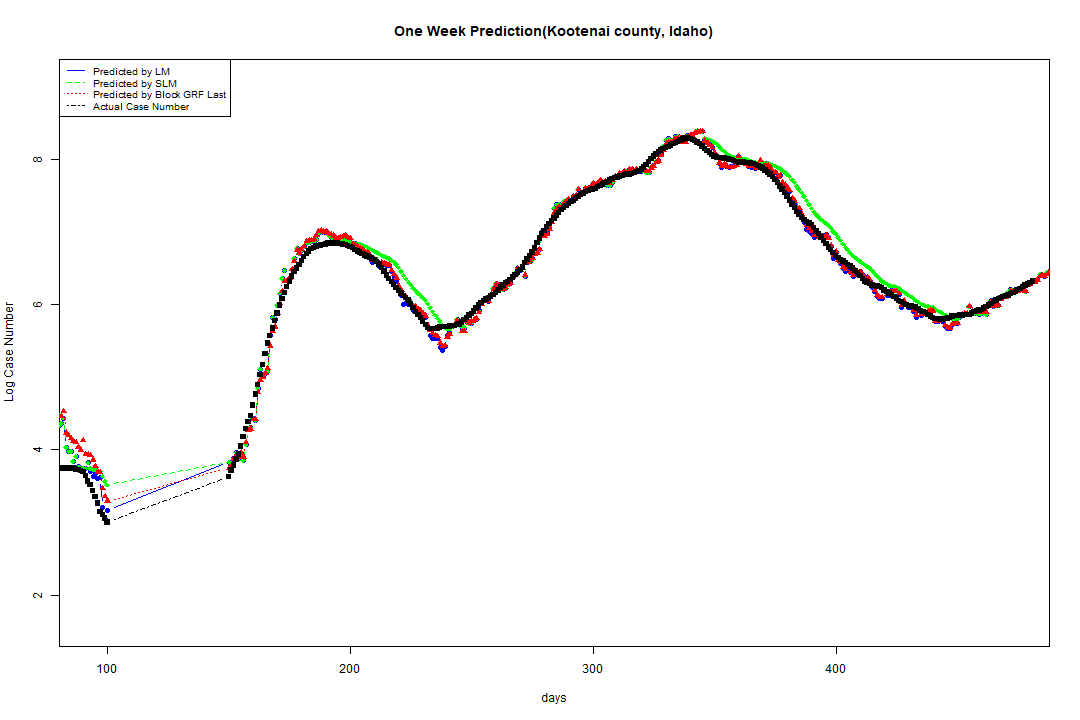 One Week Prediction(Kootenai county, Idaho)
Predicted by LM
Predicted by SLM
Predicted by Block GRF Last
Actual Case Number
Log Case Number
8
6
4
2
100 200 300 400
days